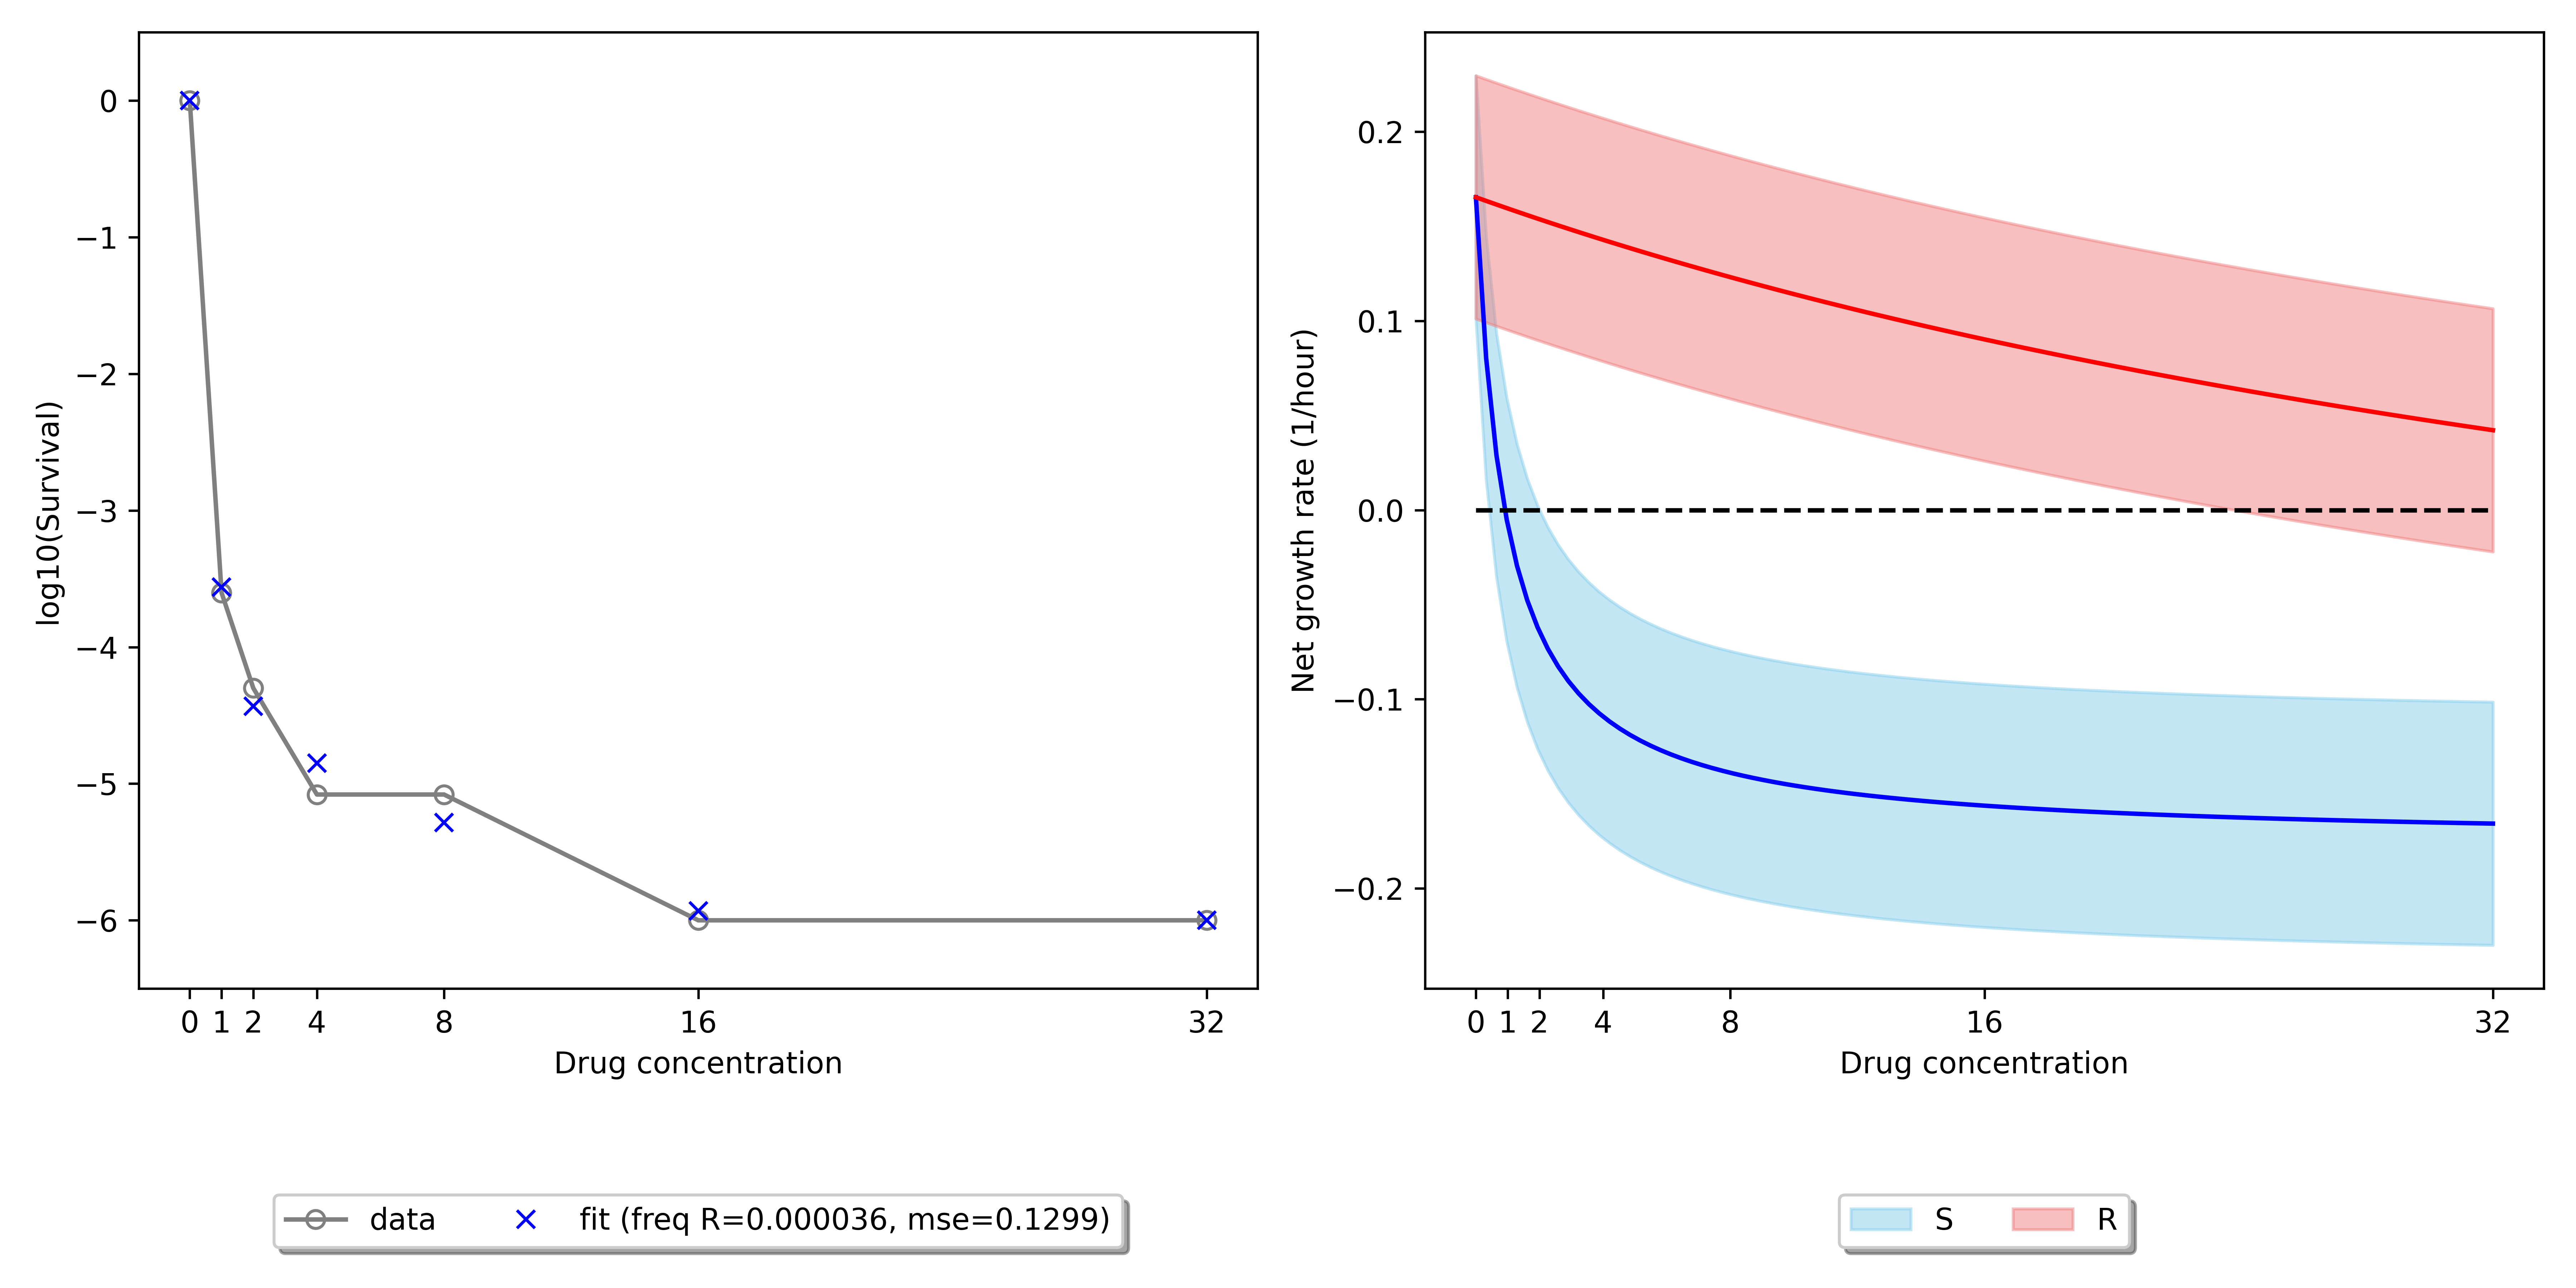 log10(Survival)
0
−1
−2
−3
−4
−5
−6
0 1 2 4 8 16 32
Drug concentration
data fit (freq R=0.000036, mse=0.1299)
Net growth rate (1/hour)
0.2
0.1
0.0
−0.1
−0.2
0 1 2 4 8 16 32
Drug concentration
S R